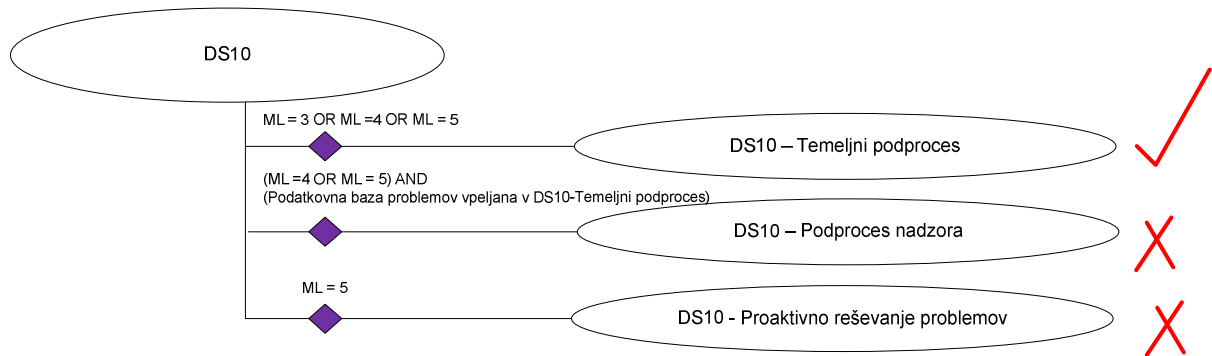 DS10
ML = 3 OR ML =4 OR ML = 5
DS10 – Temeljni podproces
(ML =4 OR ML = 5) AND
(Podatkovna baza problemov vpeljana v DS10-Temeljni podproces)
DS10 – Podproces nadzora
ML = 5
DS10 - Proaktivno reševanje problemov